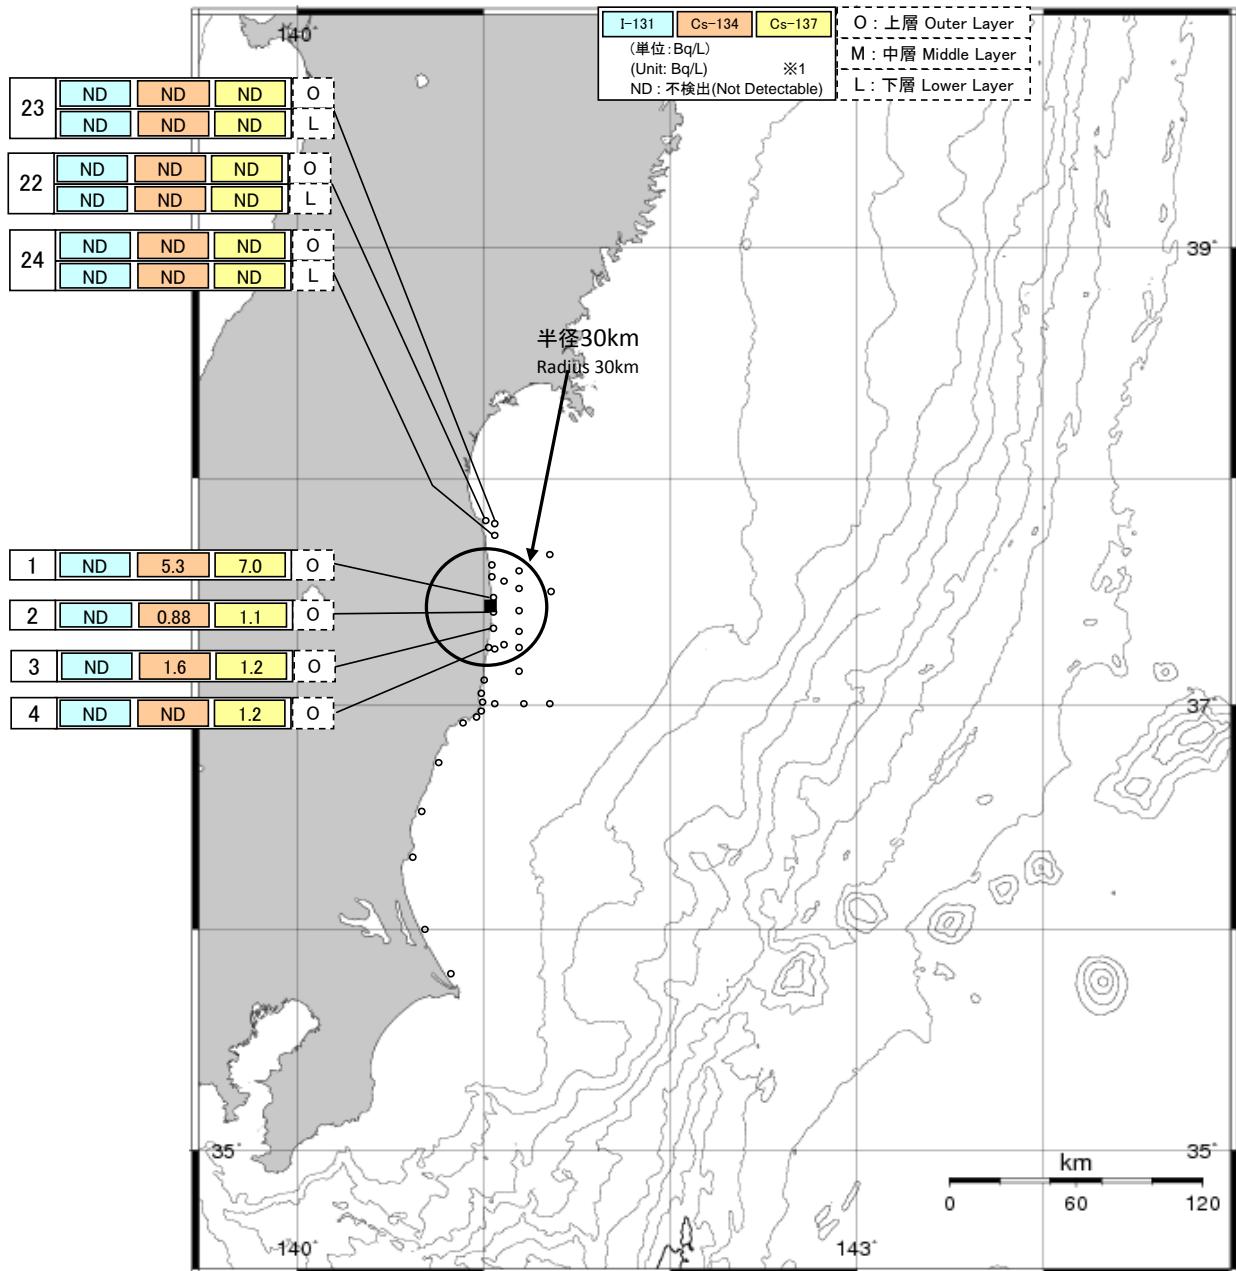 140°
I-131 Cs-134 Cs-137
(単位:Bq/L)
(Unit: Bq/L) ※1
ND : 不検出(Not Detectable)
O : 上層 Outer Layer
M : 中層 Middle Layer
L : 下層 Lower Layer
23 ND ND ND O
ND ND ND L
22 ND ND ND O
ND ND ND L
24 ND ND ND O
ND ND ND L
39°
半径30km
Radius 30km
1 ND 5.3 7.0 O
2 ND 0.88 1.1 O
3 ND 1.6 1.2 O
4 ND ND 1.2 O
37°
35°
35°
km
0 60 120
140°
143°